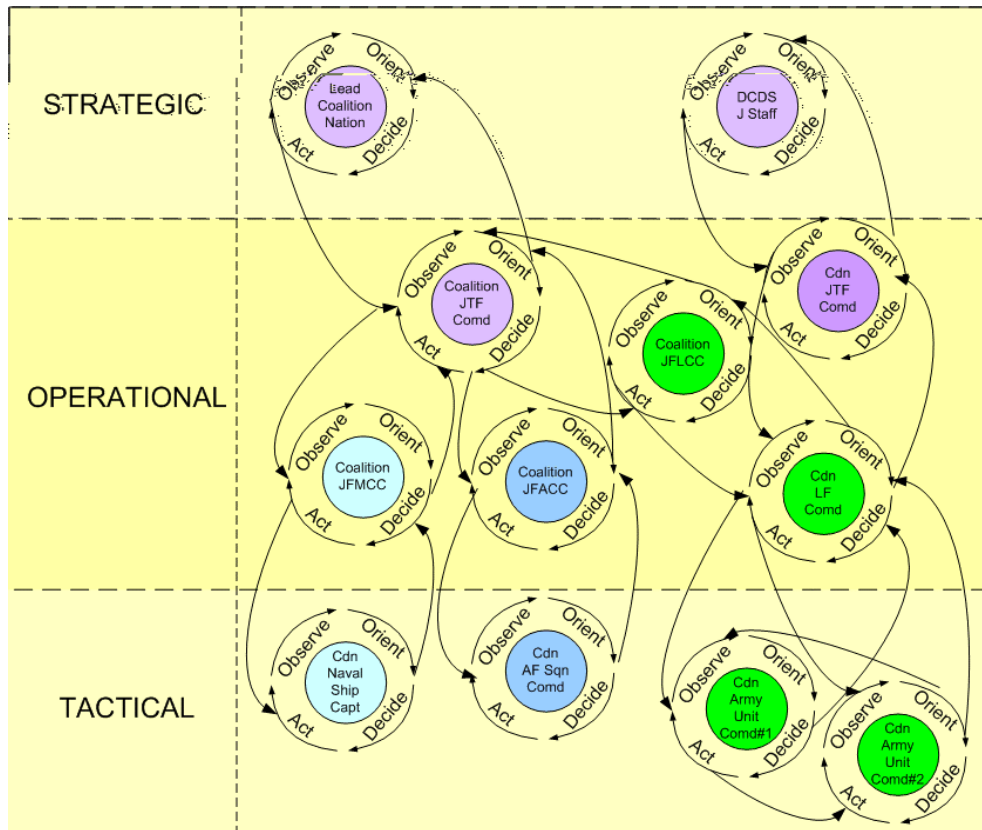 STRATEGIC
Observe
Orient
Decide
Act
Lead
Coalition
Nation
Observe
Orient
Decide
Act
DCDS
J Staff
OPERATIONAL
Observe
Orient
Decide
Act
Coalition
JTF
Comd
Observe
Orient
Decide
Act
Coalition
JFLCC
Observe
Orient
Decide
Act
Cdn
JTF
Comd
Observe
Orient
Decide
Act
Coalition
JFMCC
Observe
Orient
Decide
Act
Coalition
JFACC
Observe
Orient
Decide
Act
Cdn
LF
Comd
TACTICAL
Observe
Orient
Decide
Act
Cdn
Naval
Ship
Capt
Observe
Orient
Decide
Act
Cdn
AF Sqn
Comd
Observe
Orient
Decide
Act
Cdn
Army
Unit
Comd#1
Observe
Orient
Decide
Act
Cdn
Army
Unit
Comd#2